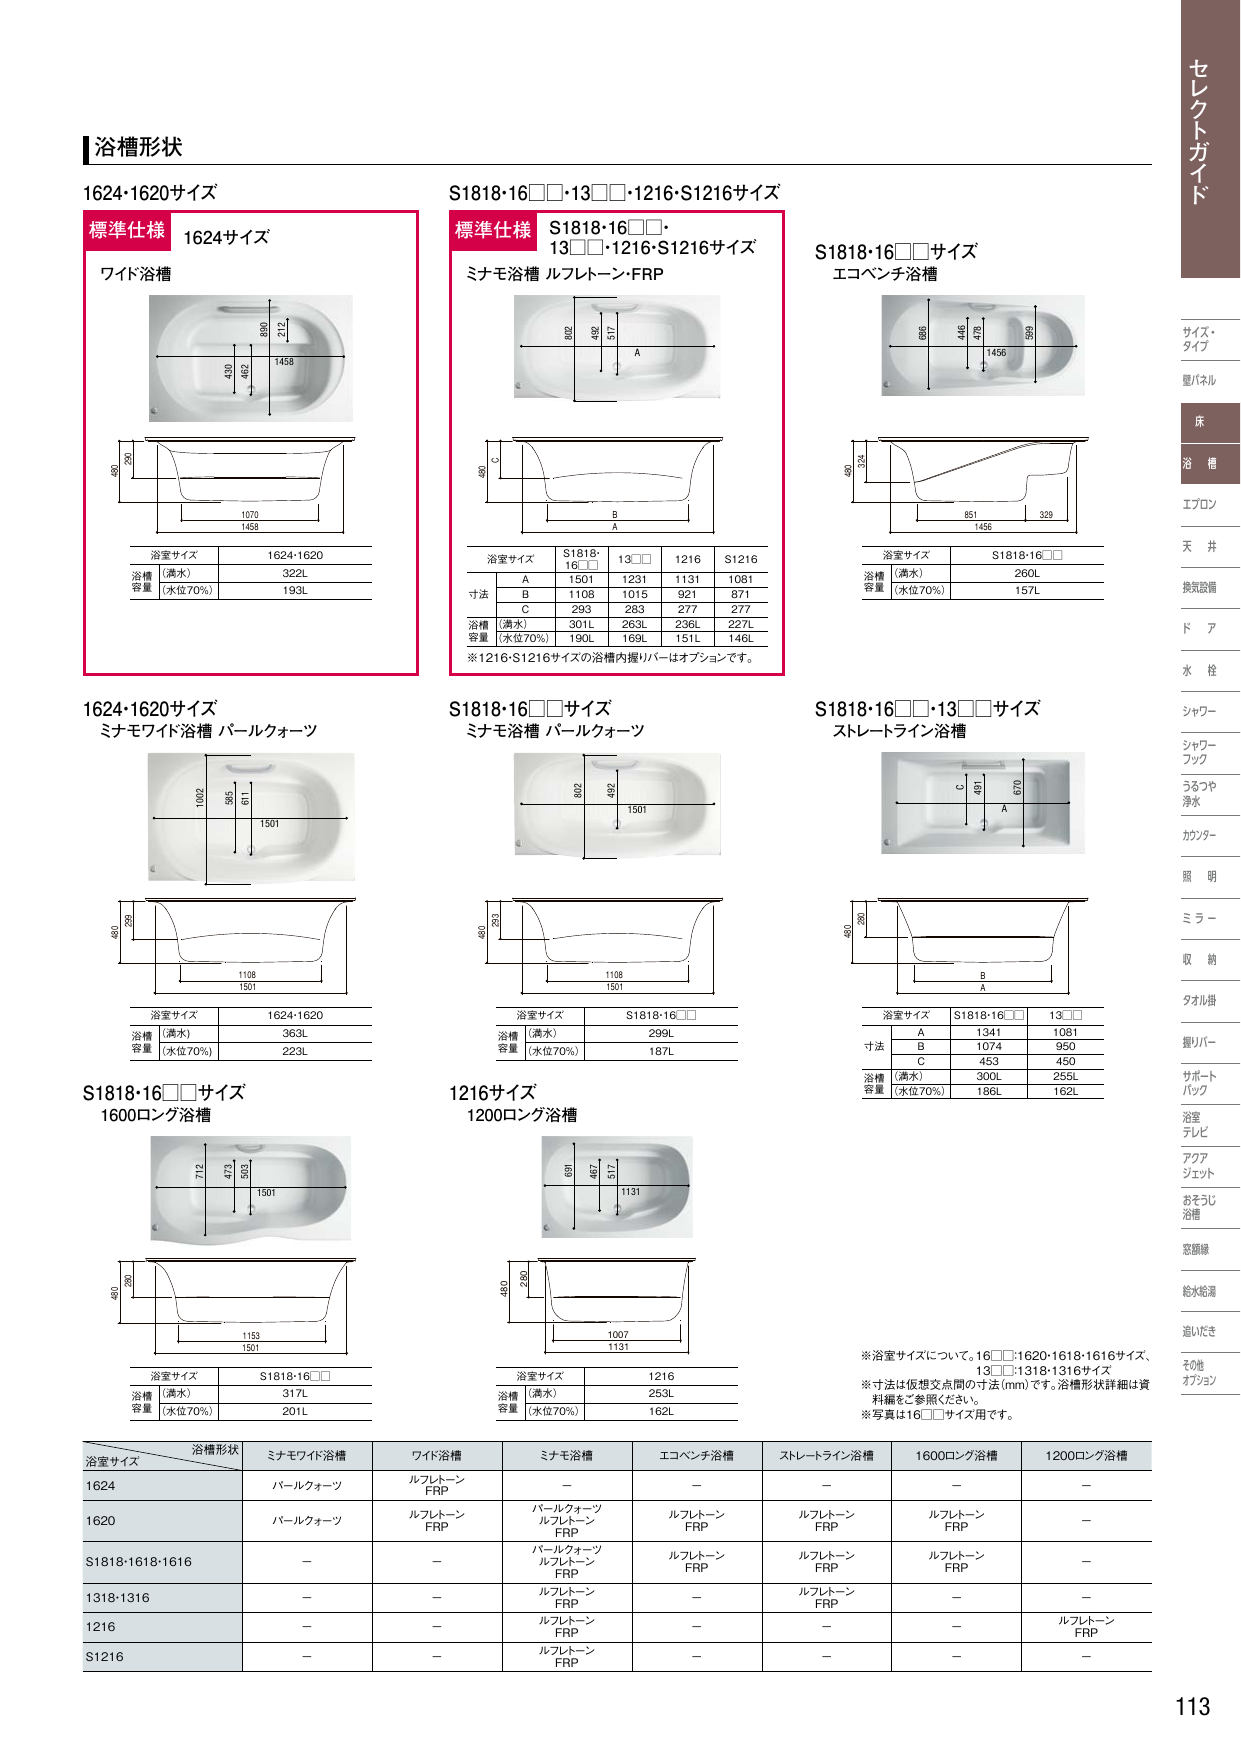 セレクトガイド
浴槽形状
1624・1620サイズ
標準仕様 1624サイズ
ワイド浴槽
890
212
1458
430
462
480
290
1070
1458
浴室サイズ 1624・1620
浴槽容量 (満水) 322L
(水位70%) 193L
S1818・16□□・13□□・1216・S1216サイズ
標準仕様 S1818・16□□・
13□□・1216・S1216サイズ
ミナモ浴槽 ルフレトーン・FRP
802
492
517
A
480
C
B
A
浴室サイズ S1818・16□□ 13□□ 1216 S1216
寸法 A 1501 1231 1131 1081
B 1108 1015 921 871
C 293 283 277 277
浴槽容量 (満水) 301L 263L 236L 227L
(水位70%) 190L 169L 151L 146L
※1216・S1216サイズの浴槽内握りバーはオプションです。
S1818・16□□サイズ
エコベンチ浴槽
686
446
478
599
1456
480
324
851 329
1456
浴室サイズ S1818・16□□
浴槽容量 (満水) 260L
(水位70%) 157L
1624・1620サイズ
ミナモワイド浴槽 パールクォーツ
1002
585
611
1501
480
299
1108
1501
浴室サイズ 1624・1620
浴槽容量 (満水) 363L
(水位70%) 223L
S1818・16□□サイズ
ミナモ浴槽 パールクォーツ
802
492
1501
480
293
1108
1501
浴室サイズ S1818・16□□
浴槽容量 (満水) 299L
(水位70%) 187L
S1818・16□□・13□□サイズ
ストレートライン浴槽
C
491
670
A
480
280
B
A
浴室サイズ S1818・16□□ 13□□
寸法 A 1341 1081
B 1074 950
C 453 450
浴槽容量 (満水) 300L 255L
(水位70%) 186L 162L
S1818・16□□サイズ
1600ロング浴槽
712
473
503
1501
480
280
1153
1501
浴室サイズ S1818・16□□
浴槽容量 (満水) 317L
(水位70%) 201L
1216サイズ
1200ロング浴槽
691
467
517
1131
480
280
1007
1131
浴室サイズ 1216
浴槽容量 (満水) 253L
(水位70%) 162L
※浴室サイズについて。16□□:1620・1618・1616サイズ、
13□□:1318・1316サイズ
※寸法は仮想交点間の寸法(mm)です。浴槽形状詳細は資
料編をご参照ください。
※写真は16□□サイズ用です。
浴槽形状
浴室サイズ ミナモワイド浴槽 ワイド浴槽 ミナモ浴槽 エコベンチ浴槽 ストレートライン浴槽 1600ロング浴槽 1200ロング浴槽
1624 パールクォーツ ルフレトーン FRP － － － － －
1620 パールクォーツ ルフレトーン FRP パールクォーツ ルフレトーン FRP ルフレトーン FRP ルフレトーン FRP ルフレトーン FRP －
S1818・1618・1616 － － パールクォーツ ルフレトーン FRP ルフレトーン FRP ルフレトーン FRP ルフレトーン FRP －
1318・1316 － － ルフレトーン FRP － ルフレトーン FRP － －
1216 － － ルフレトーン FRP － － － ルフレトーン FRP
S1216 － － ルフレトーン FRP － － － －
サイズ・
タイプ
壁パネル
床
浴 槽
エプロン
天 井
換気設備
ド ア
水 栓
シャワー
シャワー
フック
うるつや
浄水
カウンター
照 明
ミラー
収 納
タオル掛
握りバー
サポート
パック
浴室
テレビ
アクア
ジェット
おそうじ
浴槽
窓額縁
給水給湯
追いだき
その他
オプション
113